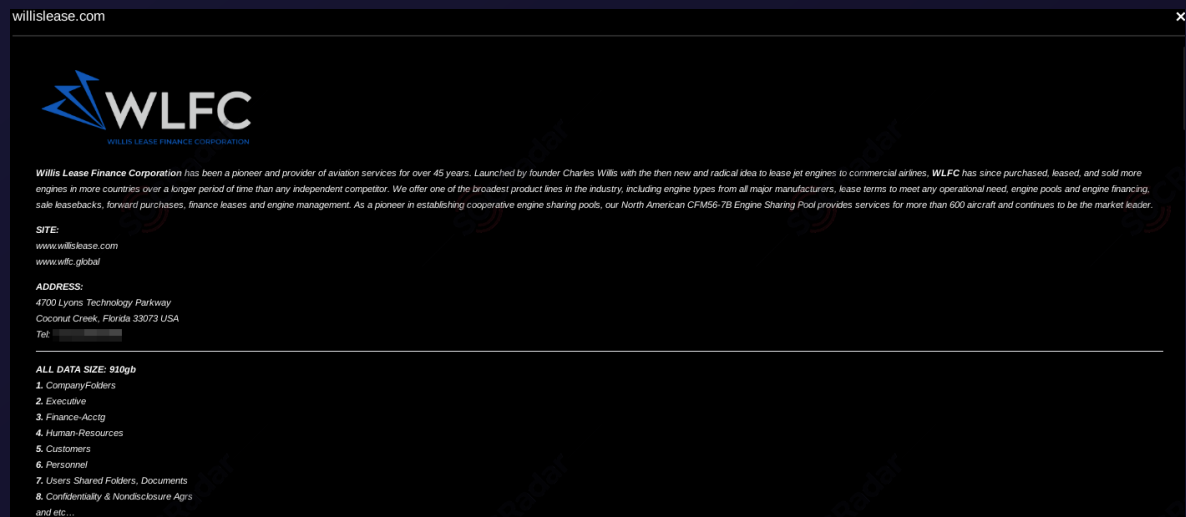 willislease.com ×
WLFC
WILLIS LEASE FINANCE CORPORATION
Willis Lease Finance Corporation has been a pioneer and provider of aviation services for over 45 years. Launched by founder Charles Willis with the then new and radical idea to lease jet engines to commercial airlines, WLFC has since purchased, leased, and sold more
engines in more countries over a longer period of time than any independent competitor. We offer one of the broadest product lines in the industry, including engine types from all major manufacturers, lease terms to meet any operational need, engine pools and engine financing,
sale leasebacks, forward purchases, finance leases and engine management. As a pioneer in establishing cooperative engine sharing pools, our North American CFM56-7B Engine Sharing Pool provides services for more than 600 aircraft and continues to be the market leader.
SITE:
www.willislease.com
www.wlfc.global
ADDRESS:
4700 Lyons Technology Parkway
Coconut Creek, Florida 33073 USA
Tel:
ALL DATA SIZE: 910gb
1. CompanyFolders
2. Executive
3. Finance-Acctg
4. Human-Resources
5. Customers
6. Personnel
7. Users Shared Folders, Documents
8. Confidentiality & Nondisclosure Agrs
and etc…